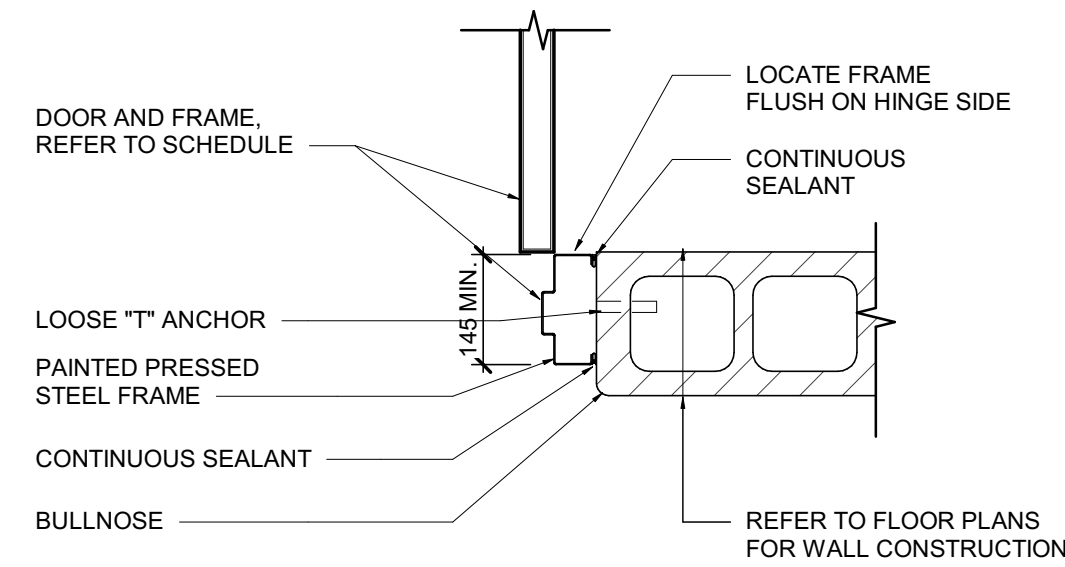 DOOR AND FRAME,
REFER TO SCHEDULE
LOOSE "T" ANCHOR
PAINTED PRESSED
STEEL FRAME
CONTINUOUS SEALANT
BULLNOSE
145 MIN.
LOCATE FRAME
FLUSH ON HINGE SIDE
CONTINUOUS
SEALANT
REFER TO FLOOR PLANS
FOR WALL CONSTRUCTION